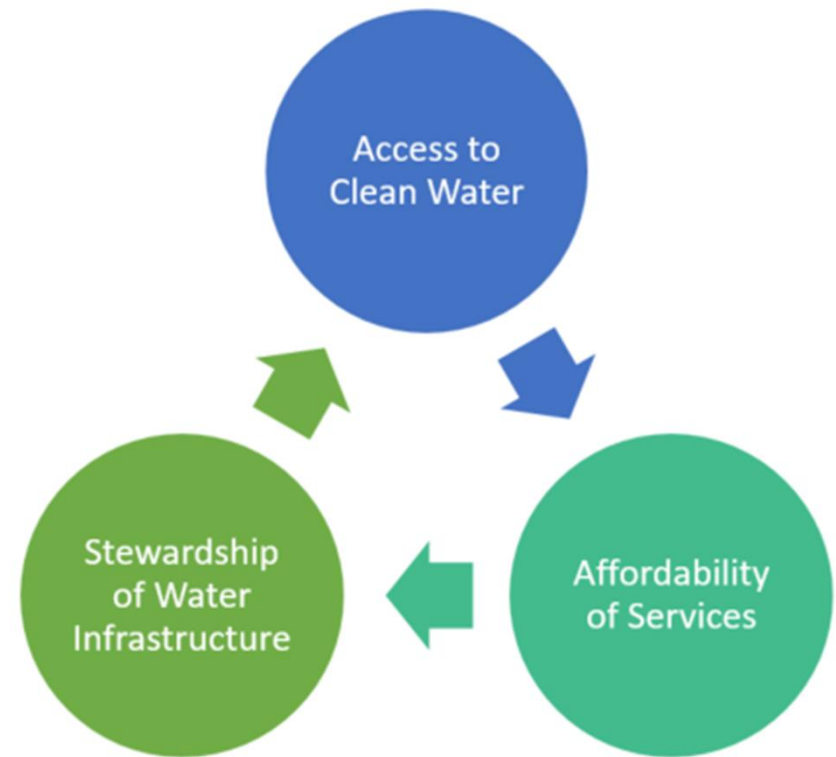 Access to
Clean Water
Affordability
of Services
Stewardship
of Water
Infrastructure